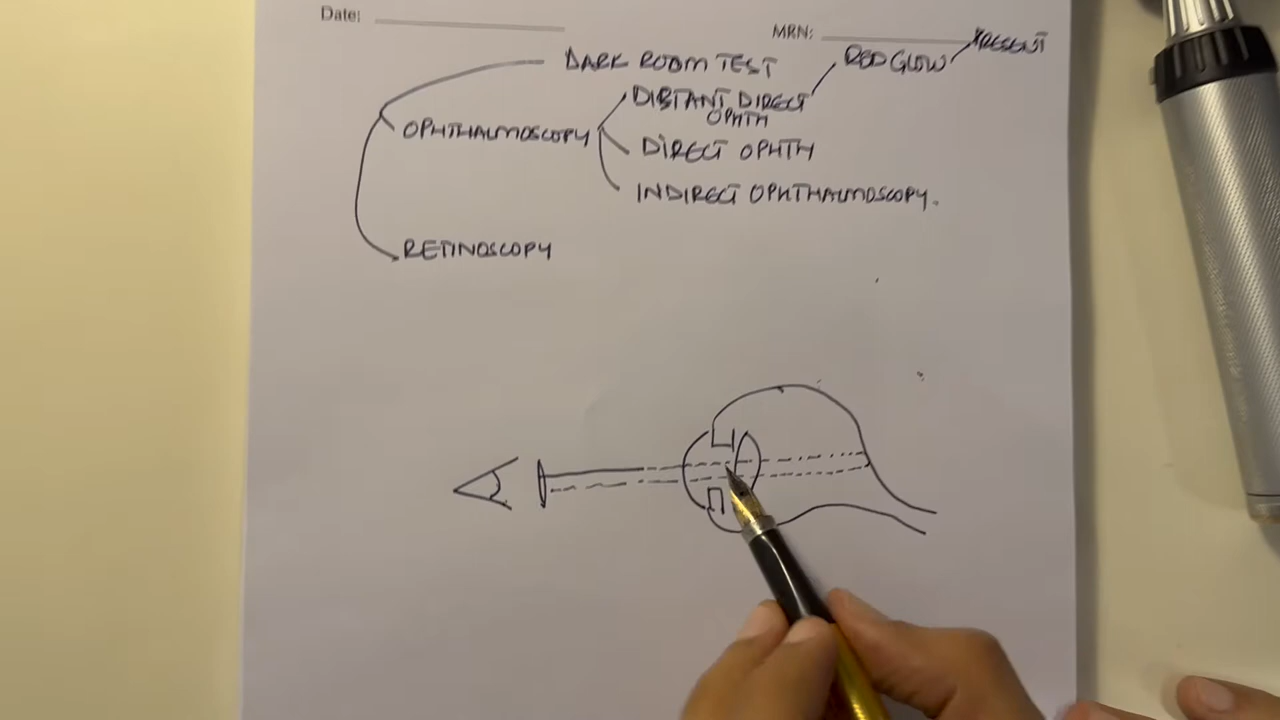 Date:
MRN:
DARK ROOM TEST
RED GLOW
PRESENT
DISTANT DIRECT
OPHTH
OPHTHALMOSCOPY
DIRECT OPHTH
INDIRECT OPHTHALMOSCOPY.
RETINOSCOPY